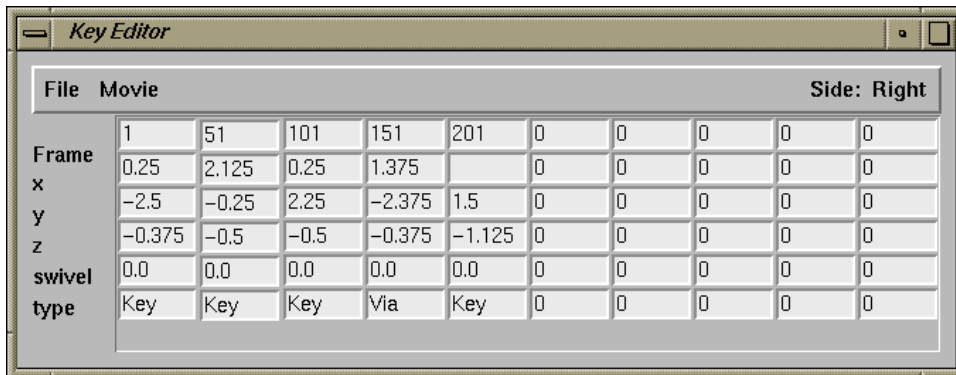 Key Editor
File Movie Side: Right
Frame 1 51 101 151 201 0 0 0 0 0
x 0.25 2.125 0.25 1.375 0 0 0 0 0
y −2.5 −0.25 2.25 −2.375 1.5 0 0 0 0 0
z −0.375 −0.5 −0.5 −0.375 −1.125 0 0 0 0 0
swivel 0.0 0.0 0.0 0.0 0.0 0 0 0 0 0
type Key Key Key Via Key 0 0 0 0 0